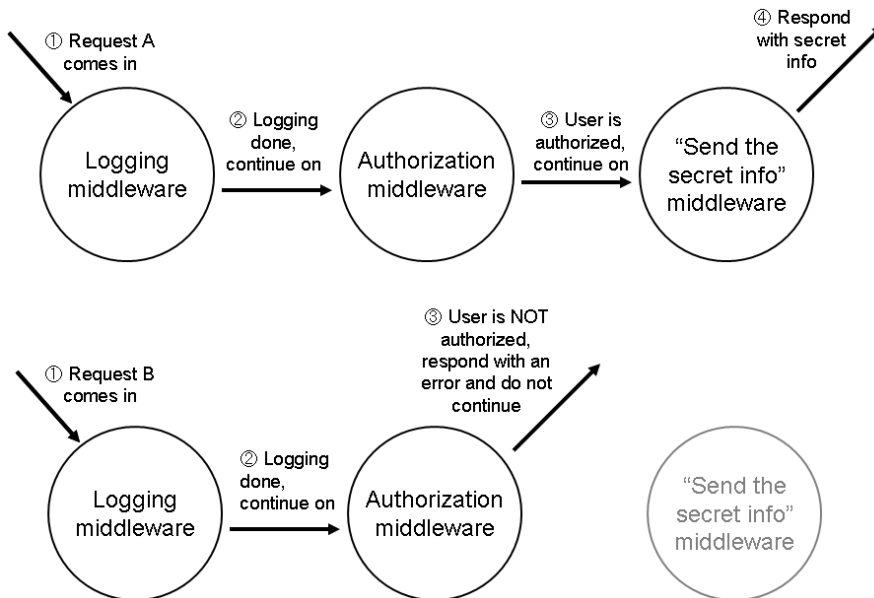 ① Request A
comes in
Logging
middleware
② Logging
done,
continue on
Authorization
middleware
③ User is
authorized,
continue on
“Send the
secret info”
middleware
④ Respond
with secret
info
① Request B
comes in
Logging
middleware
② Logging
done,
continue on
Authorization
middleware
③ User is NOT
authorized,
respond with an
error and do not
continue
“Send the
secret info”
middleware